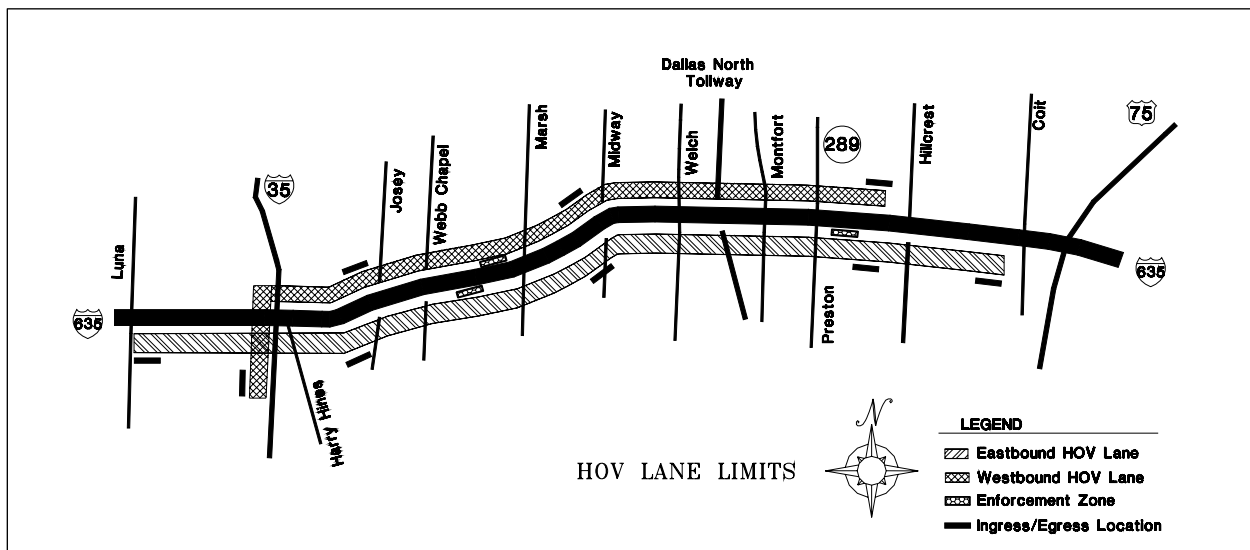 Dallas North
Tollway
75
Coit
Hillcrest
289
Montfort
Welch
Midway
Marsh
Webb Chapel
Josey
35
Luna
635
635
Preston
Harry Hines
N
HOV LANE LIMITS
LEGEND
Eastbound HOV Lane
Westbound HOV Lane
Enforcement Zone
Ingress/Egress Location